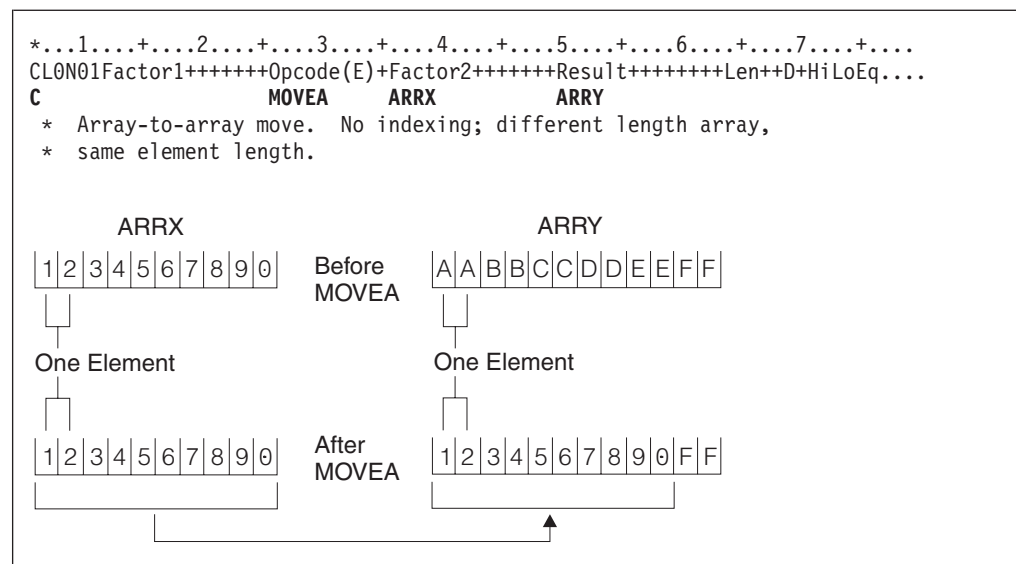 *...1....+....2....+....3....+....4....+....5....+....6....+....7....+....
CL0N01Factor1+++++++Opcode(E)+Factor2+++++++Result++++++++Len++D+HiLoEq....
C                   MOVEA     ARRX          ARRY
 *  Array-to-array move.  No indexing; different length array,
 *  same element length.
ARRX ARRY
1 2 3 4 5 6 7 8 9 0 Before MOVEA A A B B C C D D E E F F
One Element One Element
1 2 3 4 5 6 7 8 9 0 After MOVEA 1 2 3 4 5 6 7 8 9 0 F F